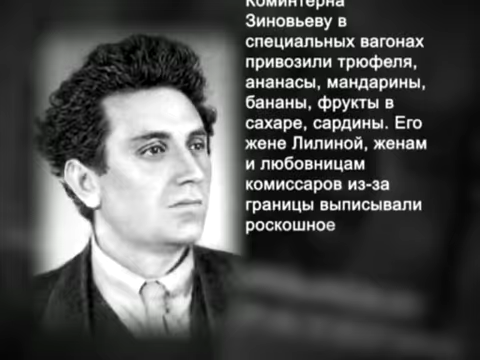 Коминтерна
Зиновьеву в
специальных вагонах
привозили трюфеля,
ананасы, мандарины,
бананы, фрукты в
сахаре, сардины. Его
жене Лилиной, женам
и любовницам
комиссаров из-за
границы выписывали
роскошное